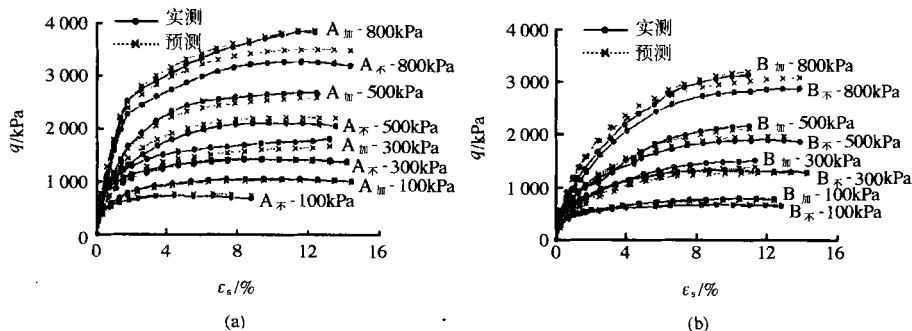 4 000
3 000
2 000
1 000
0
q/kPa
实测
预测
A加-800kPa
A不-800kPa
A加-500kPa
A不-500kPa
A加-300kPa
A不-300kPa
A加-100kPa
A不-100kPa
0 4 8 12 16
εs/%
(a)
4 000
3 000
2 000
1 000
0
q/kPa
实测
预测
B加-800kPa
B不-800kPa
B加-500kPa
B不-500kPa
B加-300kPa
B不-300kPa
B加-100kPa
B不-100kPa
0 4 8 12 16
εs/%
(b)